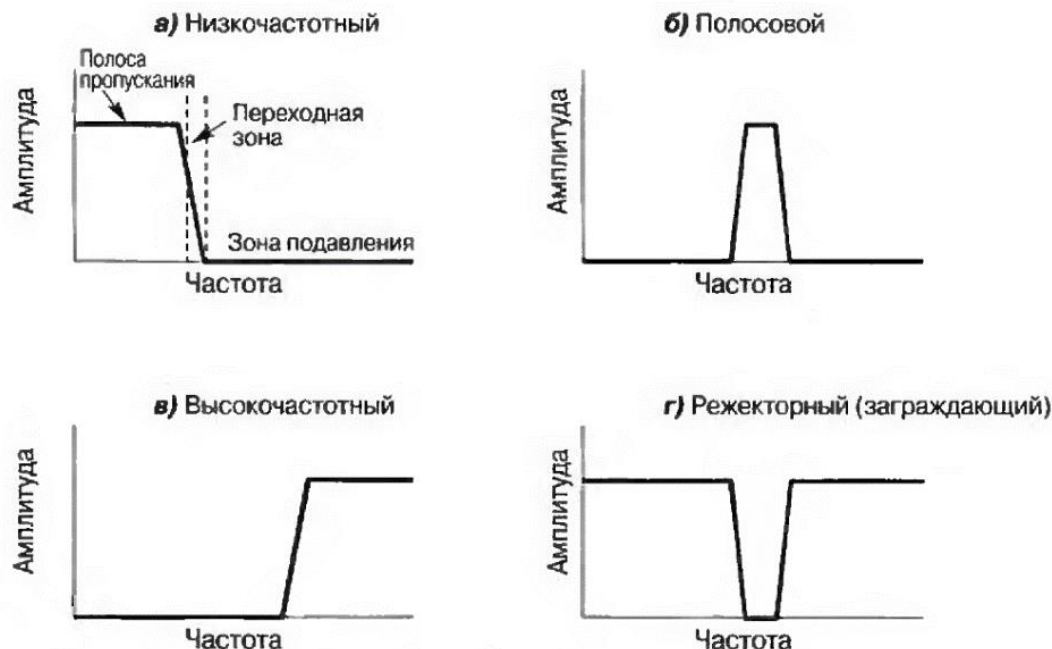 а) Низкочастотный
Полоса
пропускания
Переходная
зона
Амплитуда
Зона подавления
Частота
б) Полосовой
Амплитуда
Частота
в) Высокочастотный
Амплитуда
Частота
г) Режекторный (заграждающий)
Амплитуда
Частота